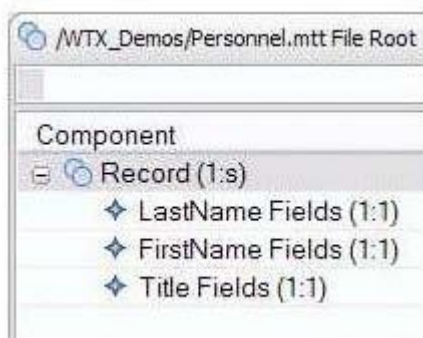 /WTX_Demos/Personnel.mtt File Root
Component
Record (1:s)
LastName Fields (1:1)
FirstName Fields (1:1)
Title Fields (1:1)